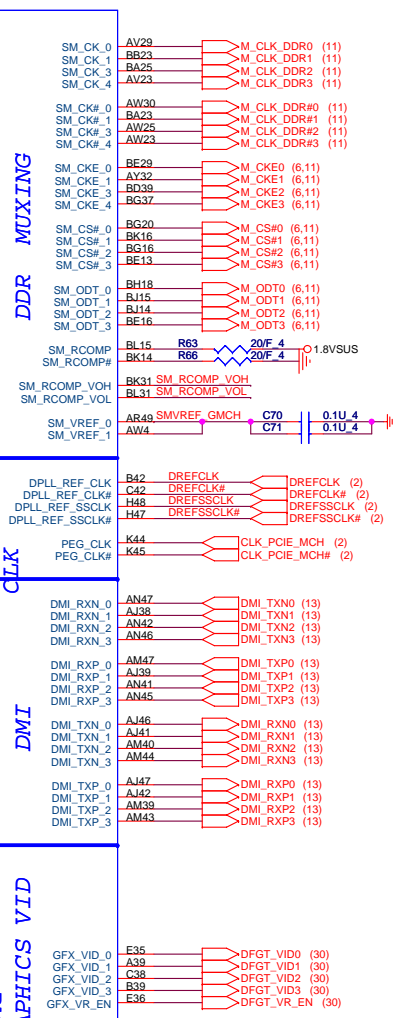 SM_CK_0 AV29 M_CLK_DDR0 (11)
SM_CK_1 BB23 M_CLK_DDR1 (11)
SM_CK_3 BA25 M_CLK_DDR2 (11)
SM_CK_4 AV23 M_CLK_DDR3 (11)
SM_CK#_0 AW30 M_CLK_DDR#0 (11)
SM_CK#_1 BA23 M_CLK_DDR#1 (11)
SM_CK#_3 AW25 M_CLK_DDR#2 (11)
SM_CK#_4 AW23 M_CLK_DDR#3 (11)
DDR MUXING
SM_CKE_0 BE29 M_CKE0 (6,11)
SM_CKE_1 AY32 M_CKE1 (6,11)
SM_CKE_3 BD39 M_CKE2 (6,11)
SM_CKE_4 BG37 M_CKE3 (6,11)
SM_CS#_0 BG20 M_CS#0 (6,11)
SM_CS#_1 BK16 M_CS#1 (6,11)
SM_CS#_2 BG16 M_CS#2 (6,11)
SM_CS#_3 BE13 M_CS#3 (6,11)
SM_ODT_0 BH18 M_ODT0 (6,11)
SM_ODT_1 BJ15 M_ODT1 (6,11)
SM_ODT_2 BJ14 M_ODT2 (6,11)
SM_ODT_3 BE16 M_ODT3 (6,11)
SM_RCOMP BL15 R63 20/F_4 1.8VSUS
SM_RCOMP# BK14 R66 20/F_4
SM_RCOMP_VOH BK31 SM_RCOMP_VOH
SM_RCOMP_VOL BL31 SM_RCOMP_VOL
SM_VREF_0 AR49 SMVREF_GMCH C70 0.1U_4
SM_VREF_1 AW4 C71 0.1U_4
DPLL_REF_CLK B42 DREFCLK DREFCLK (2)
DPLL_REF_CLK# C42 DREFCLK# DREFCLK# (2)
DPLL_REF_SSCLK H48 DREFSSCLK DREFSSCLK (2)
DPLL_REF_SSCLK# H47 DREFSSCLK# DREFSSCLK# (2)
PEG_CLK K44 CLK_PCIE_MCH (2)
PEG_CLK# K45 CLK_PCIE_MCH# (2)
CLK
DMI_RXN_0 AN47 DMI_TXN0 (13)
DMI_RXN_1 AJ38 DMI_TXN1 (13)
DMI_RXN_2 AN42 DMI_TXN2 (13)
DMI_RXN_3 AN46 DMI_TXN3 (13)
DMI_RXP_0 AM47 DMI_TXP0 (13)
DMI_RXP_1 AJ39 DMI_TXP1 (13)
DMI_RXP_2 AN41 DMI_TXP2 (13)
DMI_RXP_3 AN45 DMI_TXP3 (13)
DMI
DMI_TXN_0 AJ46 DMI_RXN0 (13)
DMI_TXN_1 AJ41 DMI_RXN1 (13)
DMI_TXN_2 AM40 DMI_RXN2 (13)
DMI_TXN_3 AM44 DMI_RXN3 (13)
DMI_TXP_0 AJ47 DMI_RXP0 (13)
DMI_TXP_1 AJ42 DMI_RXP1 (13)
DMI_TXP_2 AM39 DMI_RXP2 (13)
DMI_TXP_3 AM43 DMI_RXP3 (13)
APHICS VID
GFX_VID_0 E35 DFGT_VID0 (30)
GFX_VID_1 A39 DFGT_VID1 (30)
GFX_VID_2 C38 DFGT_VID2 (30)
GFX_VID_3 B39 DFGT_VID3 (30)
GFX_VR_EN E36 DFGT_VR_EN (30)